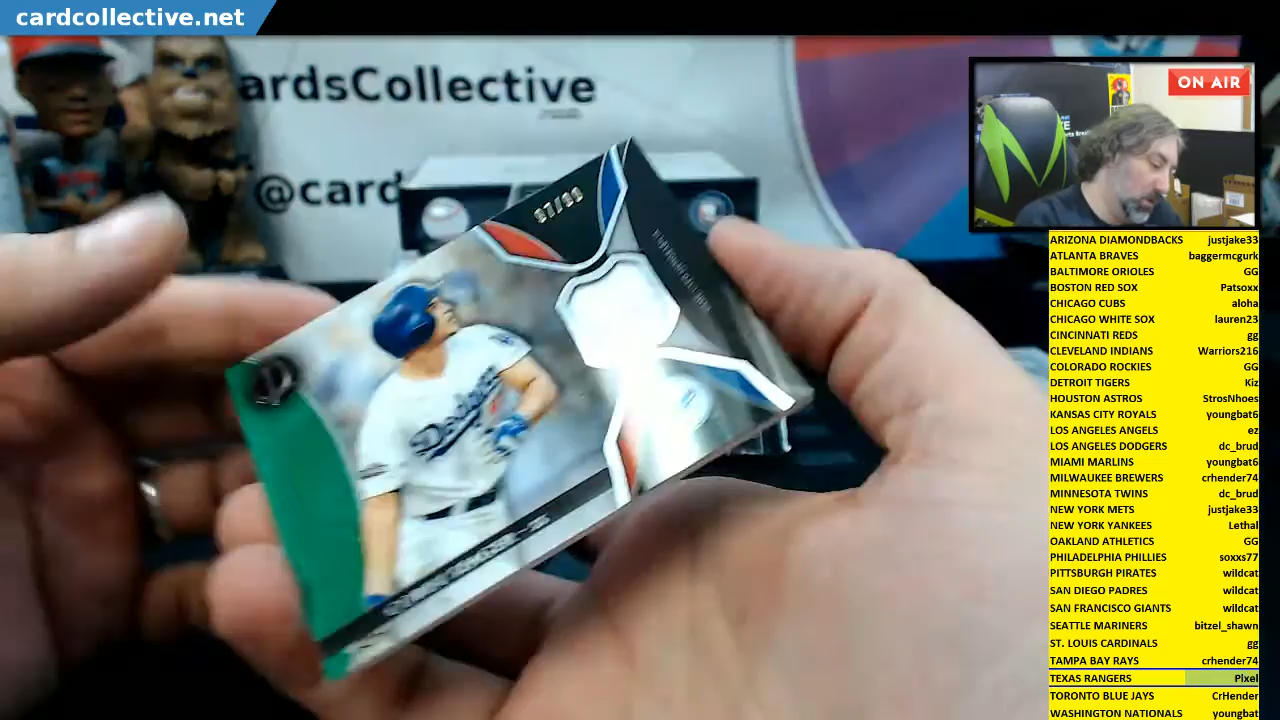 cardcollective.net
ardsCollective
@card
ON AIR
Dodgers
ARIZONA DIAMONDBACKS justjake33
ATLANTA BRAVES baggermcgurk
BALTIMORE ORIOLES GG
BOSTON RED SOX Patsoxx
CHICAGO CUBS aloha
CHICAGO WHITE SOX lauren23
CINCINNATI REDS gg
CLEVELAND INDIANS Warriors216
COLORADO ROCKIES GG
DETROIT TIGERS Kiz
HOUSTON ASTROS StrosNhoes
KANSAS CITY ROYALS youngbat6
LOS ANGELES ANGELS ez
LOS ANGELES DODGERS dc_brud
MIAMI MARLINS youngbat6
MILWAUKEE BREWERS crhender74
MINNESOTA TWINS dc_brud
NEW YORK METS justjake33
NEW YORK YANKEES Lethal
OAKLAND ATHLETICS GG
PHILADELPHIA PHILLIES soxxs77
PITTSBURGH PIRATES wildcat
SAN DIEGO PADRES wildcat
SAN FRANCISCO GIANTS wildcat
SEATTLE MARINERS bitzel_shawn
ST. LOUIS CARDINALS gg
TAMPA BAY RAYS crhender74
TEXAS RANGERS Pixel
TORONTO BLUE JAYS CrHender
WASHINGTON NATIONALS youngbat